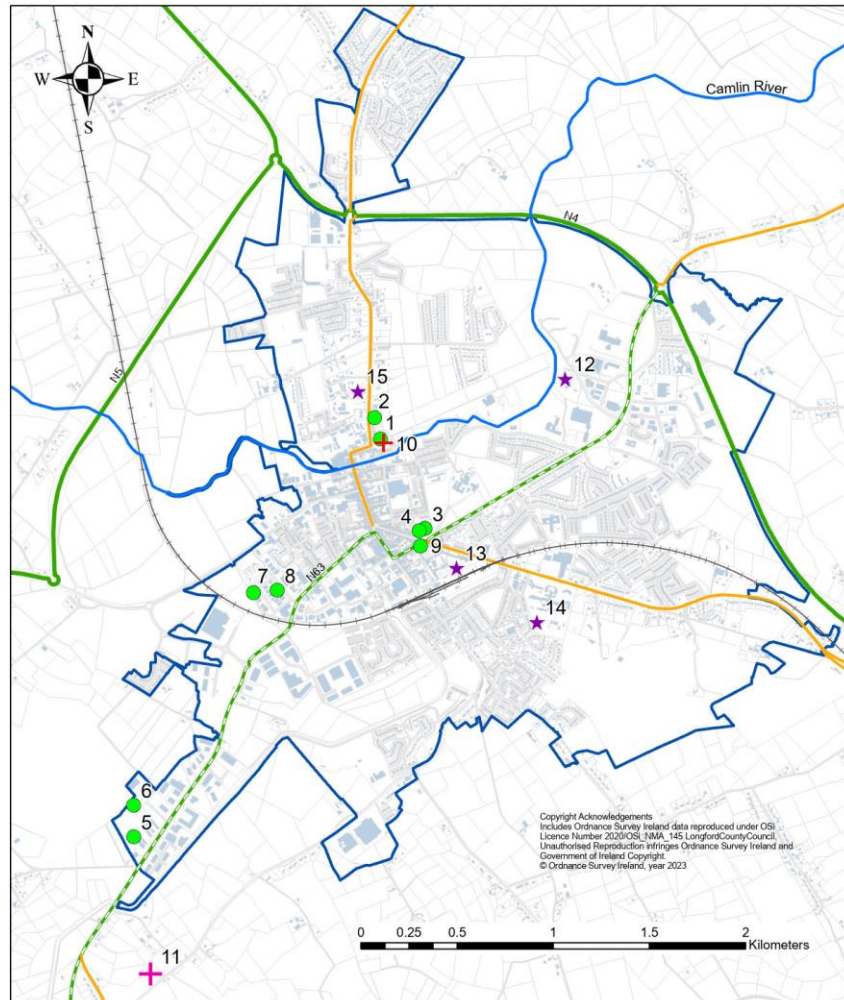 N
W E
S
Camlin River
N4
N5
15
12
2
1
10
3
4
9
13
N63
7 8
14
6
5
Copyright Acknowledgements
Includes Ordnance Survey Ireland data reproduced under OSi
Licence Number 2020/OSi_NMA_145 LongfordCountyCouncil,
Unauthorised Reproduction infringes Ordnance Survey Ireland and
Government of Ireland Copyright.
© Ordnance Survey Ireland, year 2023
0 0.25 0.5 1 1.5 2
Kilometers
11